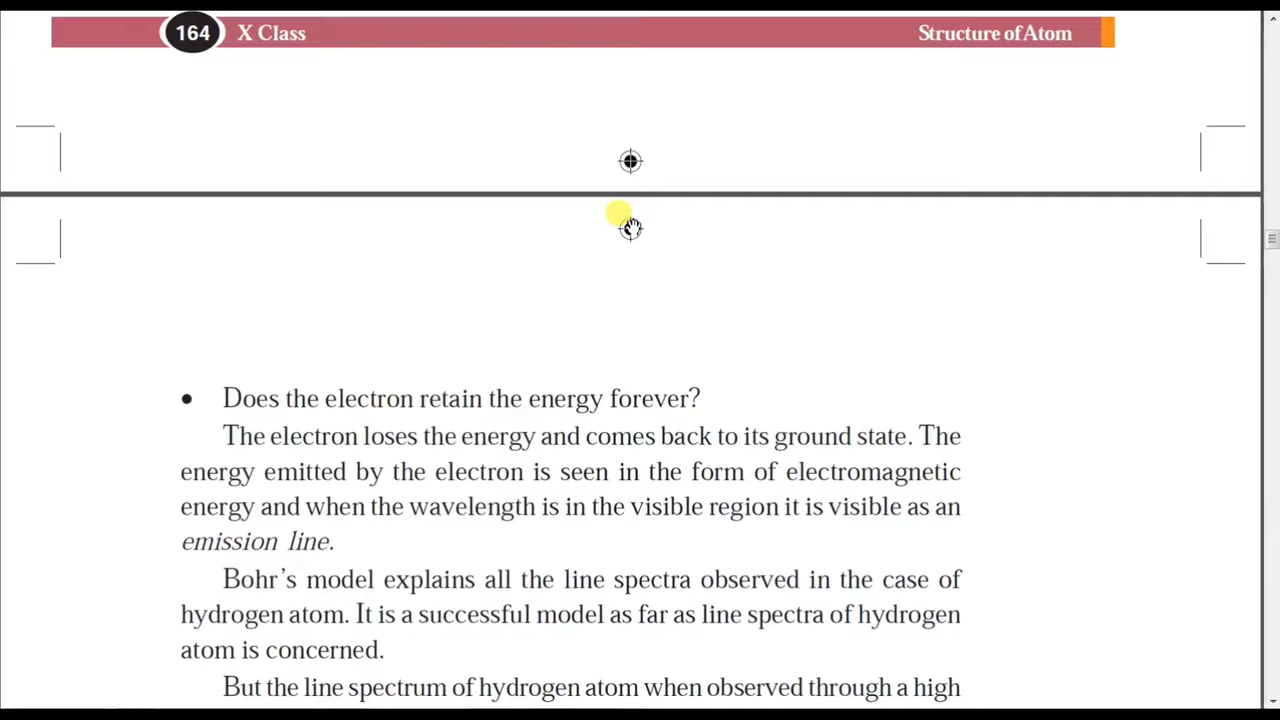 164 X Class Structure of Atom
• Does the electron retain the energy forever?
The electron loses the energy and comes back to its ground state. The
energy emitted by the electron is seen in the form of electromagnetic
energy and when the wavelength is in the visible region it is visible as an
emission line.
Bohr's model explains all the line spectra observed in the case of
hydrogen atom. It is a successful model as far as line spectra of hydrogen
atom is concerned.
But the line spectrum of hydrogen atom when observed through a high